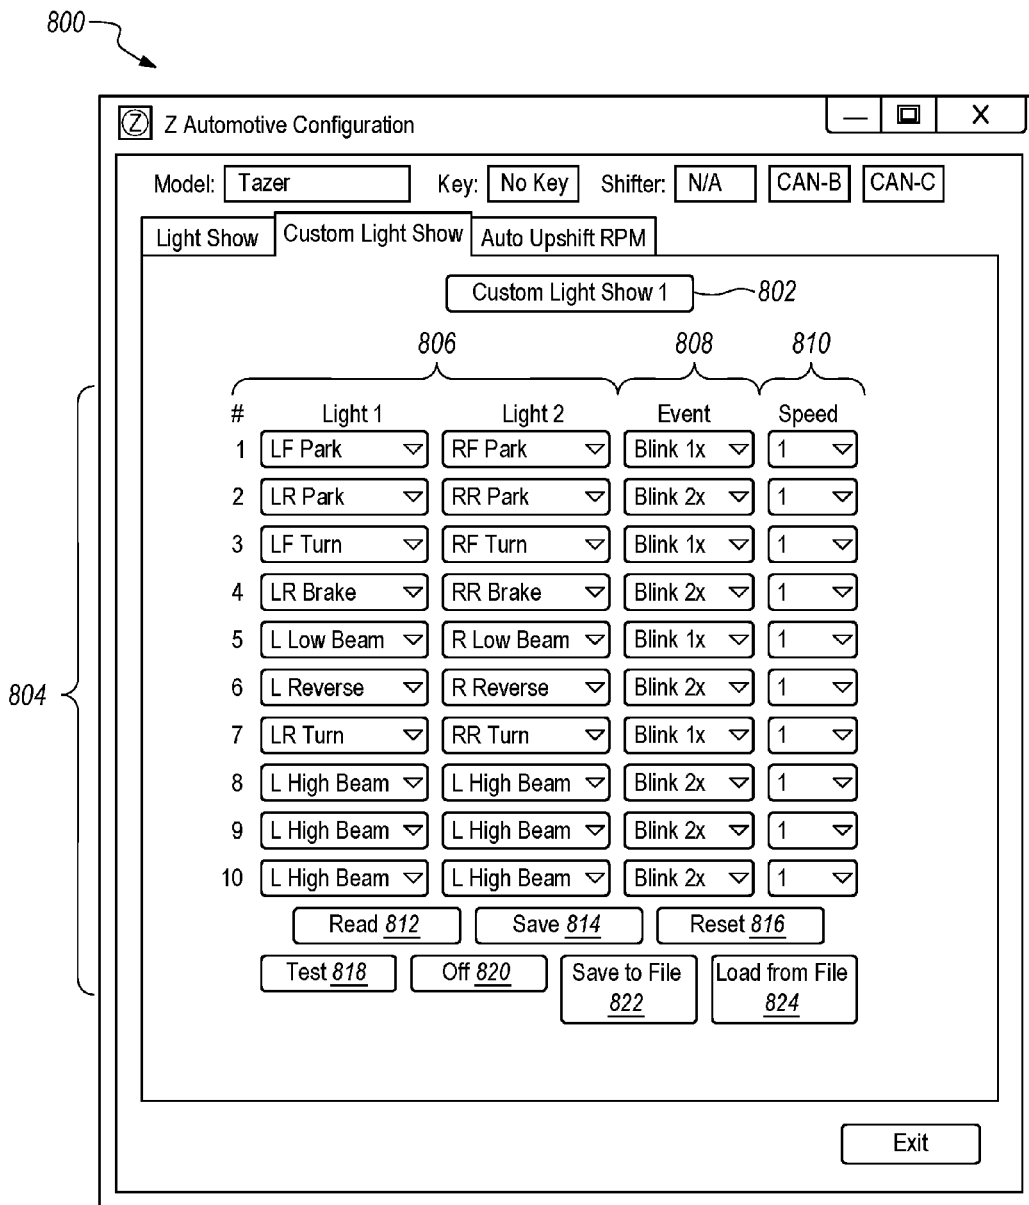 800
Z Z Automotive Configuration X
Model: Tazer Key: No Key Shifter: N/A CAN-B CAN-C
Light Show Custom Light Show Auto Upshift RPM
Custom Light Show 1 802
806 808 810
# Light 1 Light 2 Event Speed
1 LF Park RF Park Blink 1x 1
2 LR Park RR Park Blink 2x 1
3 LF Turn RF Turn Blink 1x 1
4 LR Brake RR Brake Blink 2x 1
5 L Low Beam R Low Beam Blink 1x 1
804
6 L Reverse R Reverse Blink 2x 1
7 LR Turn RR Turn Blink 1x 1
8 L High Beam L High Beam Blink 2x 1
9 L High Beam L High Beam Blink 2x 1
10 L High Beam L High Beam Blink 2x 1
Read 812 Save 814 Reset 816
Test 818 Off 820 Save to File 822 Load from File 824
Exit